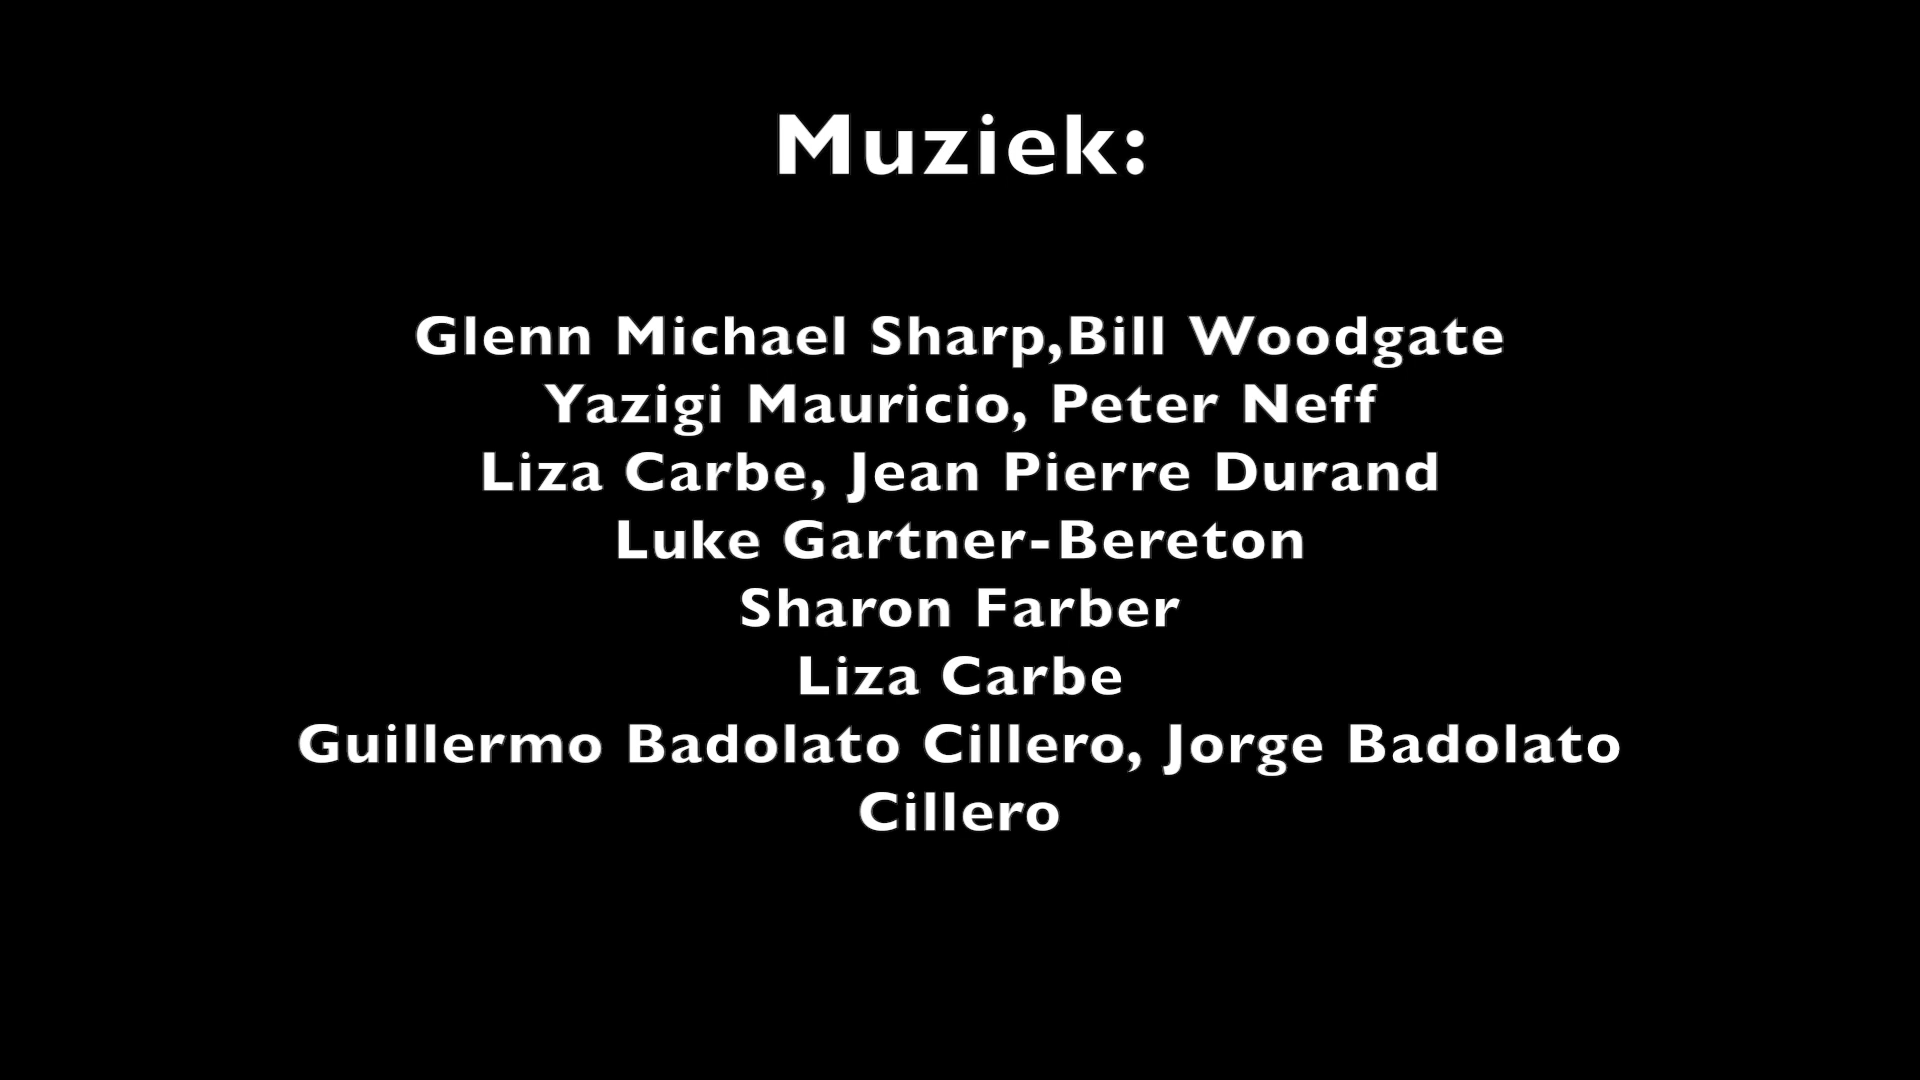 Muziek:
Glenn Michael Sharp,Bill Woodgate
Yazigi Mauricio, Peter Neff
Liza Carbe, Jean Pierre Durand
Luke Gartner-Bereton
Sharon Farber
Liza Carbe
Guillermo Badolato Cillero, Jorge Badolato
Cillero